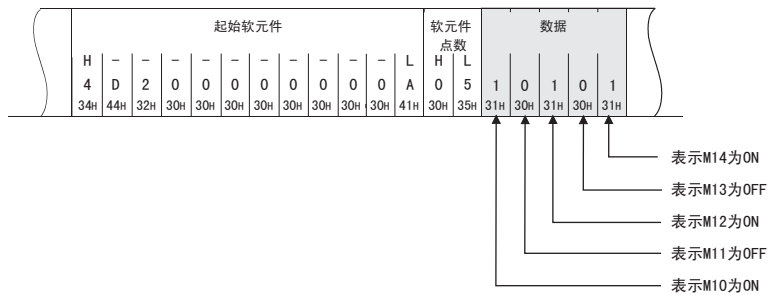 起始软元件 软元件 点数 数据
H - - - - - - - - - - L H L
4 D 2 0 0 0 0 0 0 0 0 A 0 5 1 0 1 0 1
34H 44H 32H 30H 30H 30H 30H 30H 30H 30H 30H 41H 30H 35H 31H 30H 31H 30H 31H
表示M14为ON
表示M13为OFF
表示M12为ON
表示M11为OFF
表示M10为ON